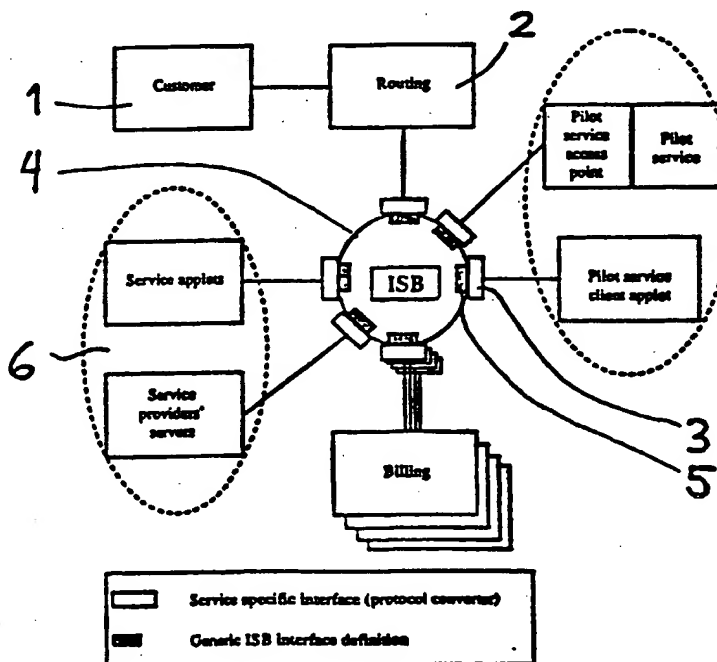 1
Customer
Routing
2
Pilot
service
access
point
Pilot
service
4
Service applets
ISB
Pilot service
client applet
6
Service
providers'
servers
3
5
Billing
Service specific interface (protocol converter)
Generic ISB interface definition